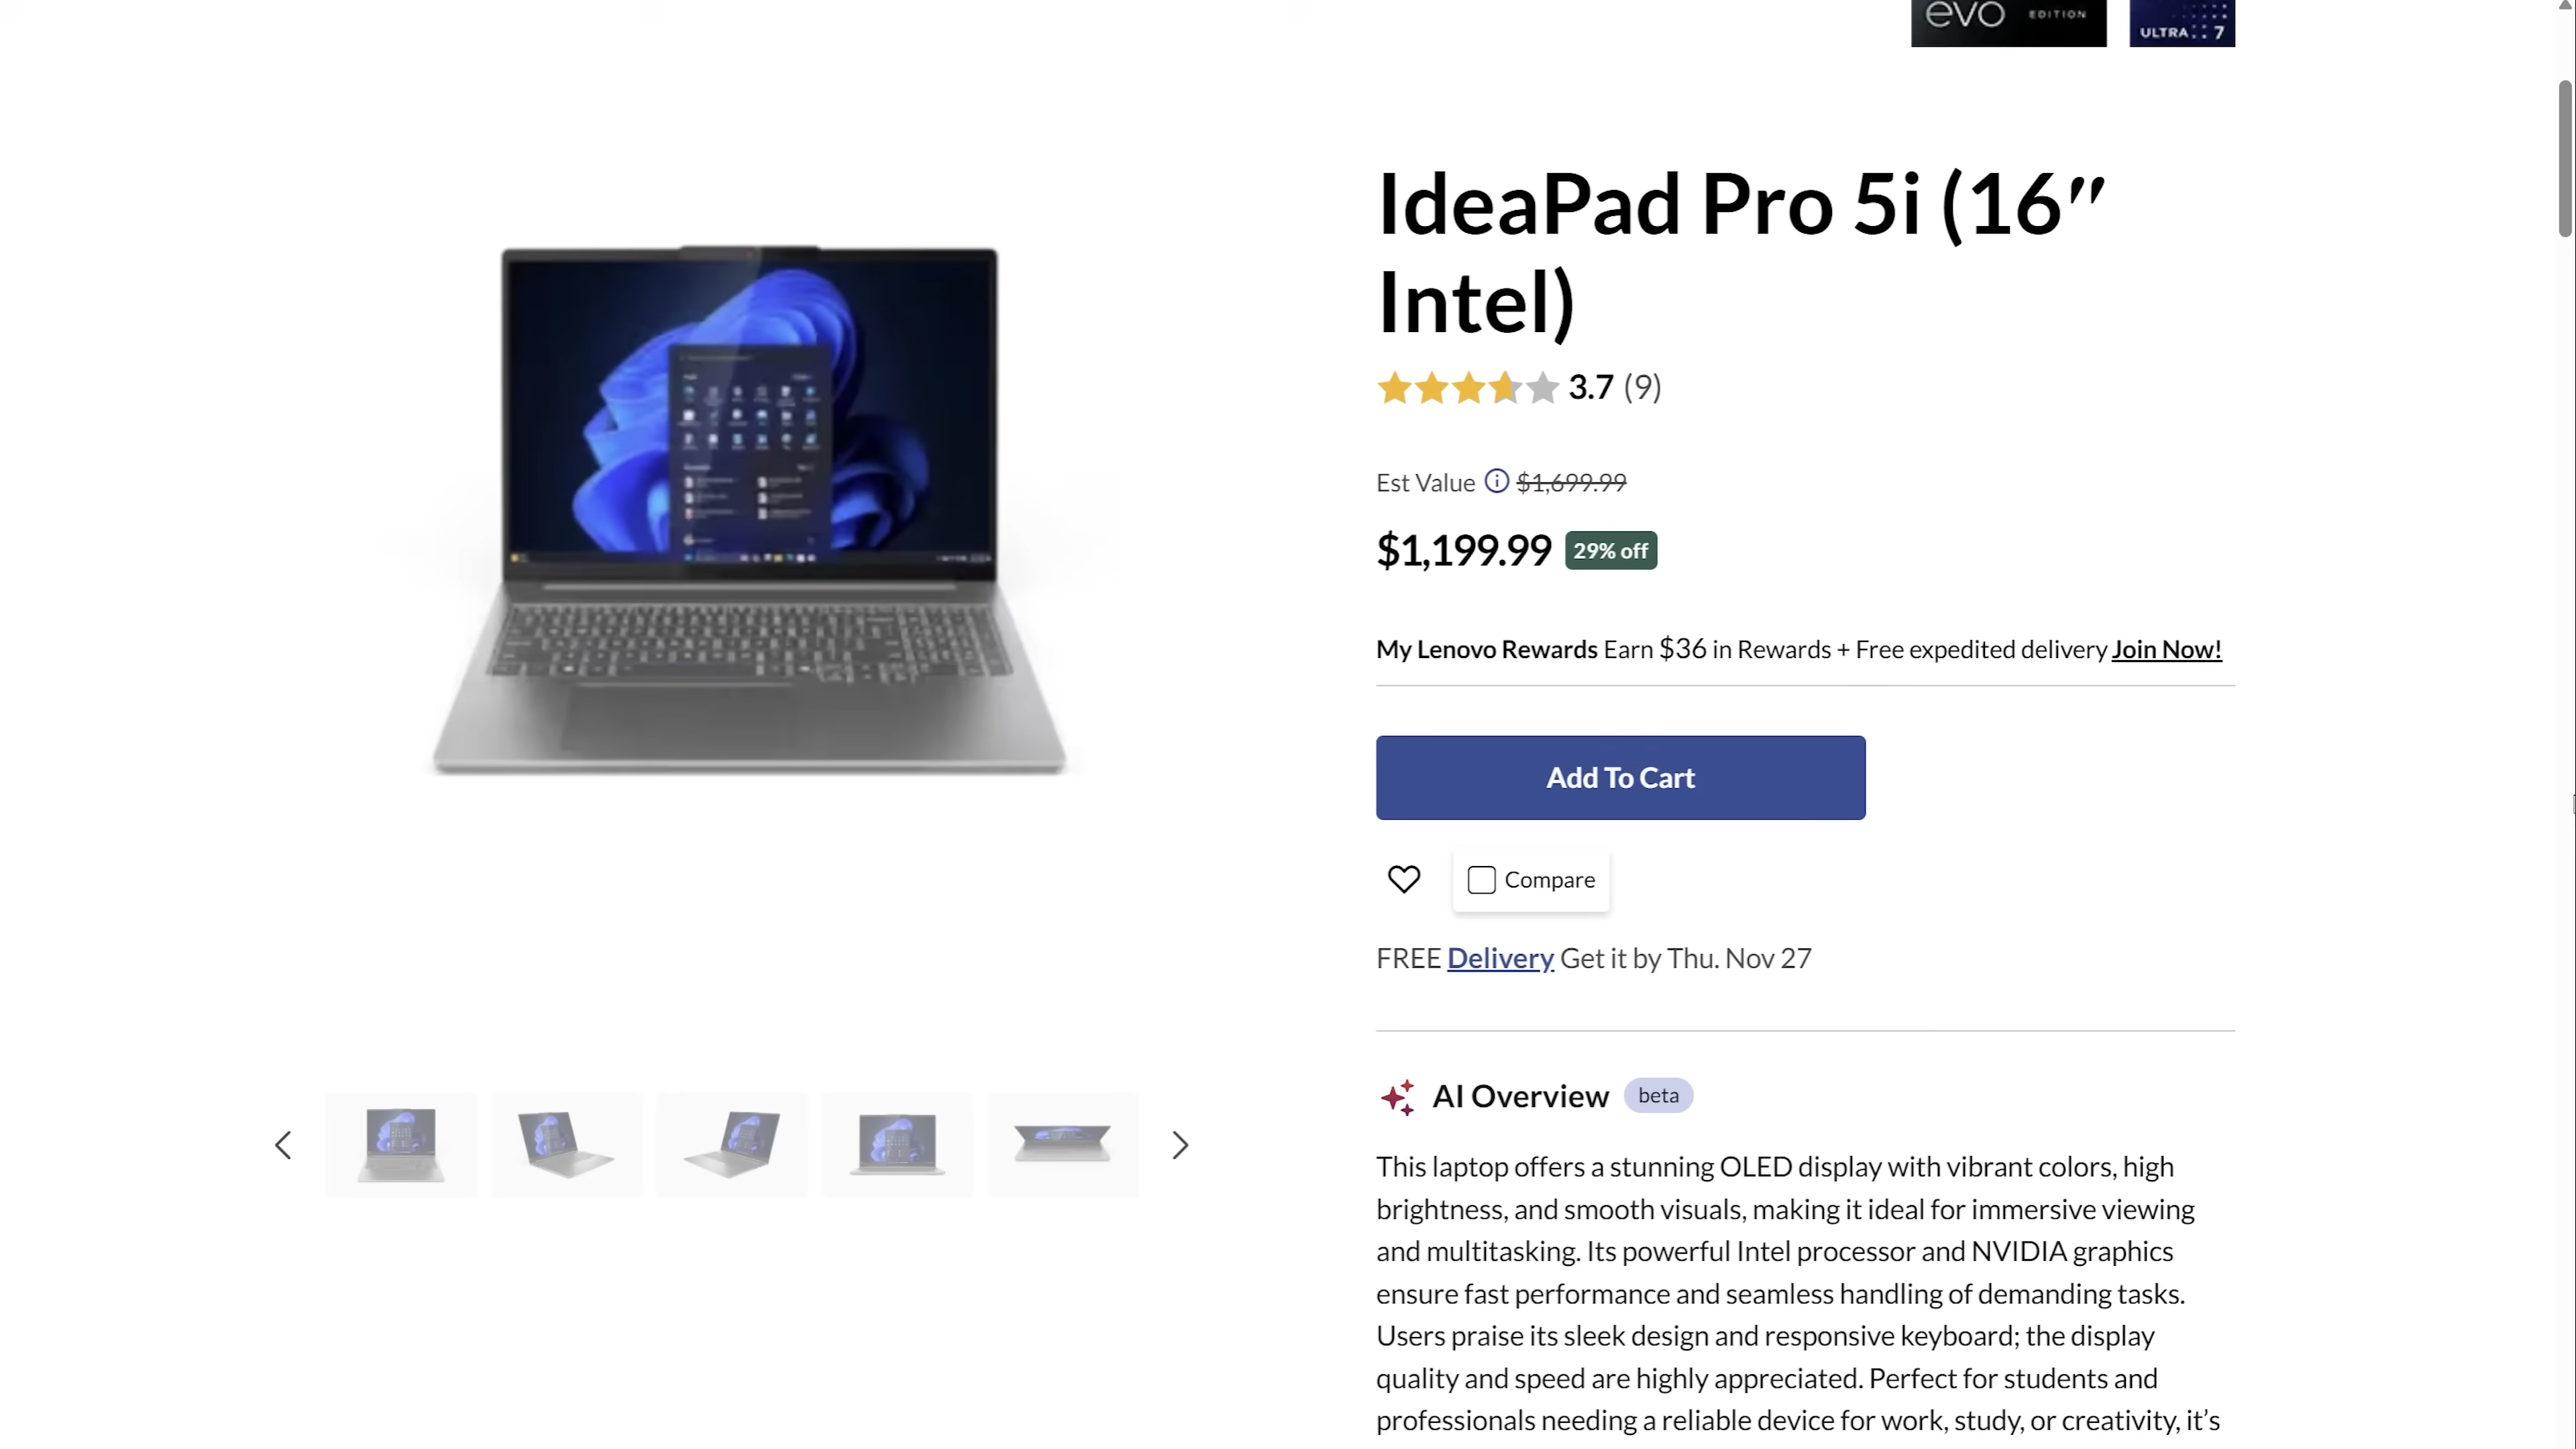 evo EDITION
ULTRA 7
IdeaPad Pro 5i (16″
Intel)
3.7 (9)
Est Value $1,699.99
$1,199.99 29% off
My Lenovo Rewards Earn $36 in Rewards + Free expedited delivery Join Now!
Add To Cart
Compare
FREE Delivery Get it by Thu. Nov 27
AI Overview beta
This laptop offers a stunning OLED display with vibrant colors, high
brightness, and smooth visuals, making it ideal for immersive viewing
and multitasking. Its powerful Intel processor and NVIDIA graphics
ensure fast performance and seamless handling of demanding tasks.
Users praise its sleek design and responsive keyboard; the display
quality and speed are highly appreciated. Perfect for students and
professionals needing a reliable device for work, study, or creativity, it’s